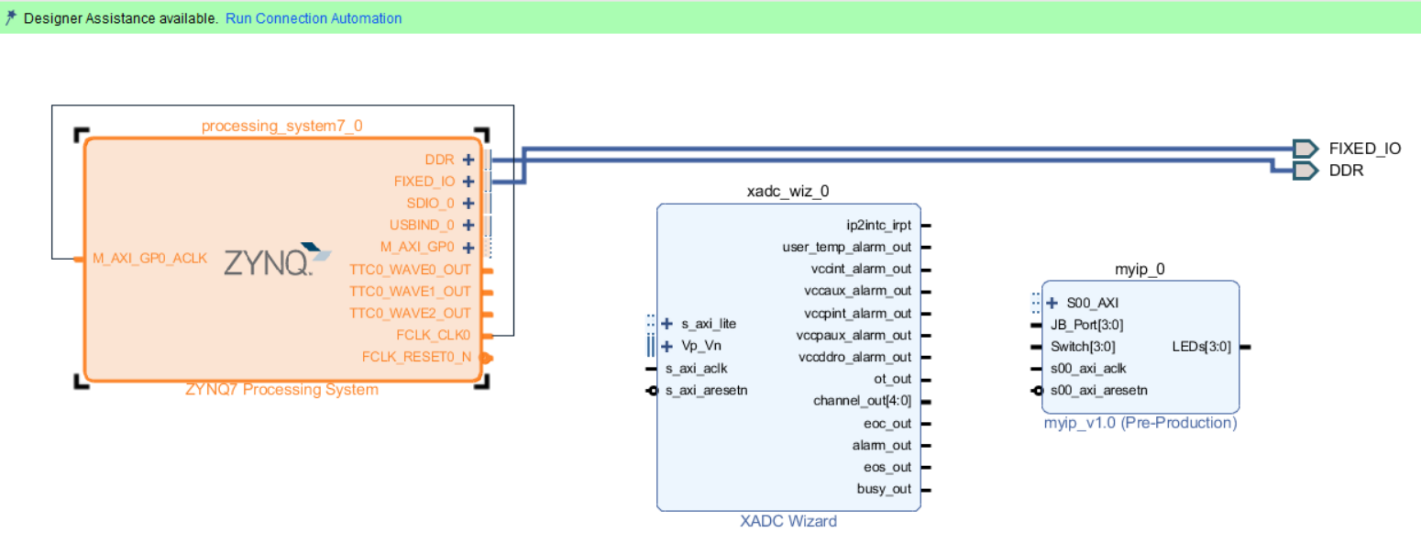 Designer Assistance available. Run Connection Automation
processing_system7_0
DDR
FIXED_IO
SDIO_0
USBIND_0
M_AXI_GP0
TTC0_WAVE0_OUT
TTC0_WAVE1_OUT
TTC0_WAVE2_OUT
FCLK_CLK0
FCLK_RESET0_N
M_AXI_GP0_ACLK
ZYNQ.
ZYNQ7 Processing System
xadc_wiz_0
s_axi_lite
Vp_Vn
s_axi_aclk
s_axi_aresetn
ip2intc_irpt
user_temp_alarm_out
vccint_alarm_out
vccaux_alarm_out
vccpint_alarm_out
vccpaux_alarm_out
vccddro_alarm_out
ot_out
channel_out[4:0]
eoc_out
alarm_out
eos_out
busy_out
XADC Wizard
myip_0
S00_AXI
JB_Port[3:0]
Switch[3:0]
s00_axi_aclk
s00_axi_aresetn
LEDs[3:0]
myip_v1.0 (Pre-Production)
FIXED_IO
DDR